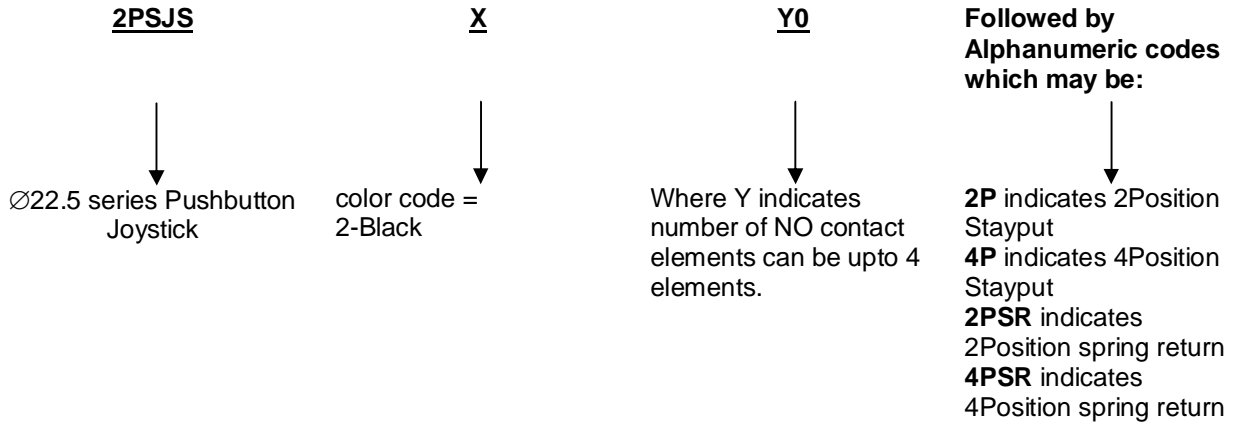 2PSJS
X
Y0
Followed by
Alphanumeric codes
which may be:
∅22.5 series Pushbutton
Joystick
color code =
2-Black
Where Y indicates
number of NO contact
elements can be upto 4
elements.
2P indicates 2Position
Stayput
4P indicates 4Position
Stayput
2PSR indicates
2Position spring return
4PSR indicates
4Position spring return